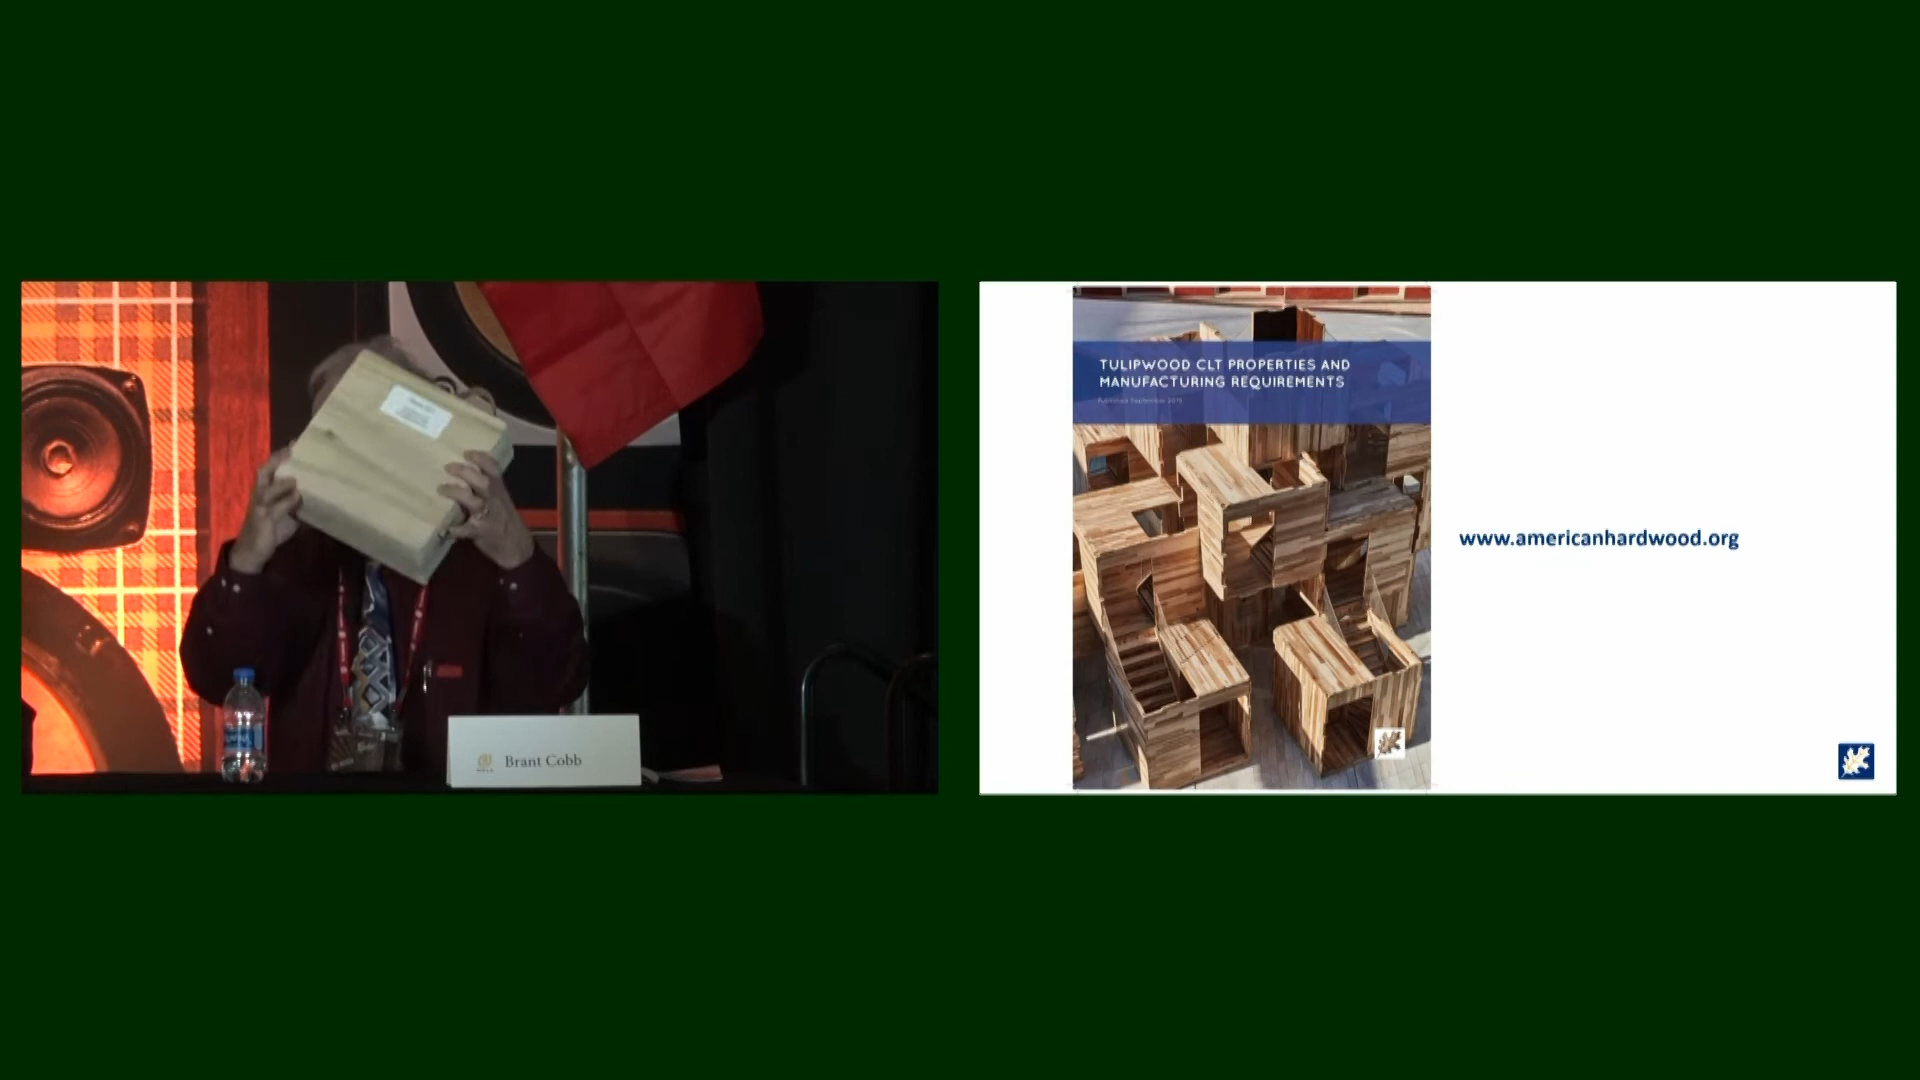 Brant Cobb
TULIPWOOD CLT PROPERTIES AND
MANUFACTURING REQUIREMENTS
www.americanhardwood.org